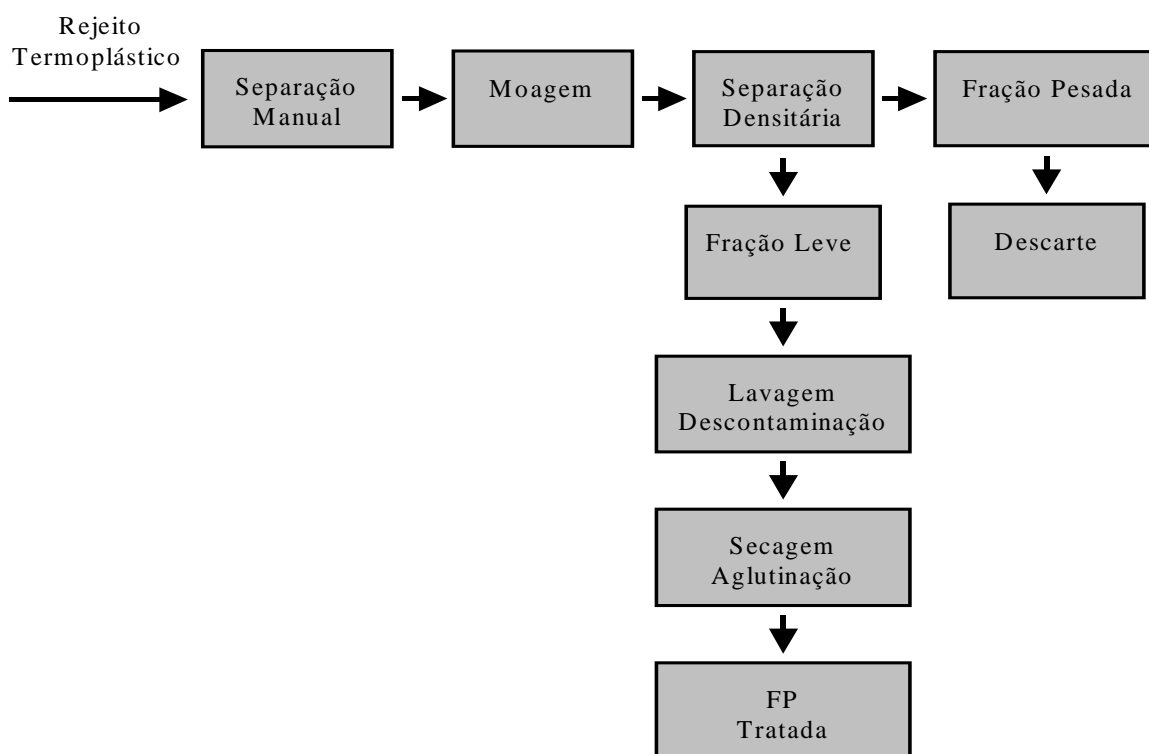 Rejeito
Termoplástico
Separação
Manual
Moagem
Separação
Densitária
Fração Pesada
Fração Leve
Descarte
Lavagem
Descontaminação
Secagem
Aglutinação
FP
Tratada